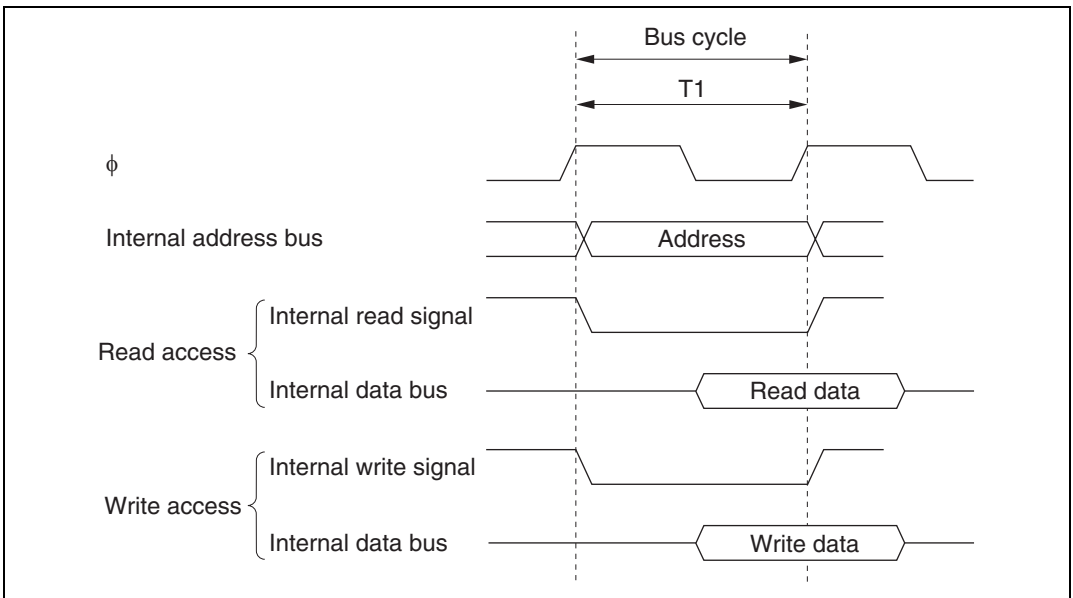 Bus cycle
T1
ϕ
Internal address bus
Address
Read access
Internal read signal
Internal data bus
Read data
Write access
Internal write signal
Internal data bus
Write data